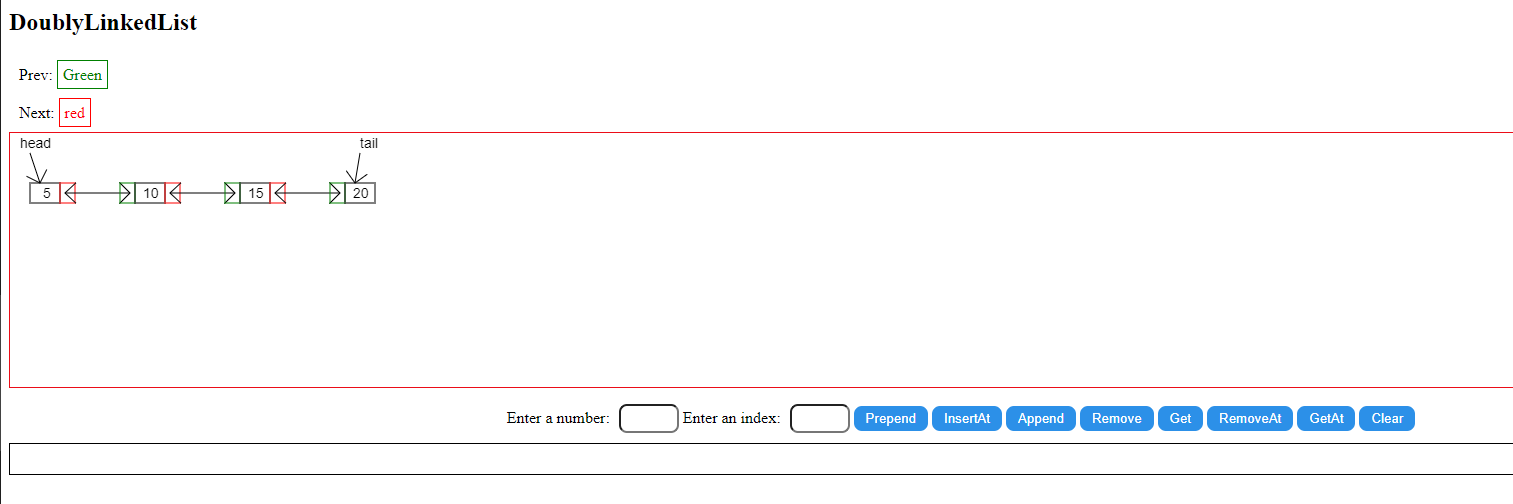 DoublyLinkedList
Prev: Green
Next: red
head tail
5 10 15 20
Enter a number: Enter an index: Prepend InsertAt Append Remove Get RemoveAt GetAt Clear